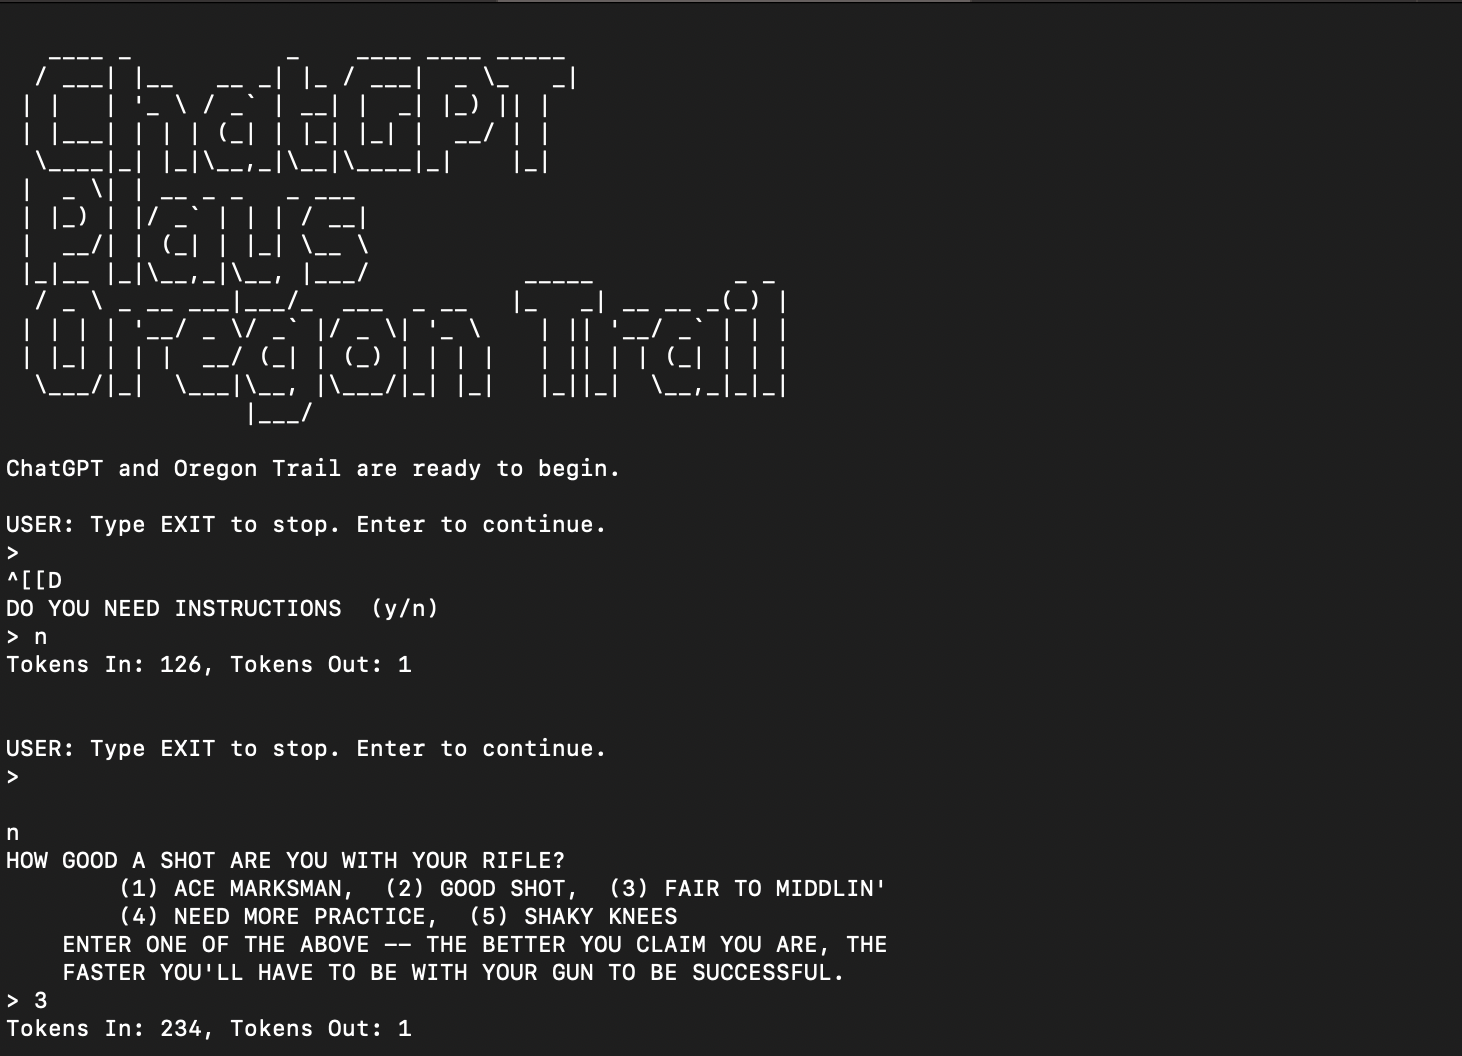 ChatGPT
Plays
Oregon Trail
ChatGPT and Oregon Trail are ready to begin.
USER: Type EXIT to stop. Enter to continue.
>
^[[D
DO YOU NEED INSTRUCTIONS  (y/n)
> n
Tokens In: 126, Tokens Out: 1
USER: Type EXIT to stop. Enter to continue.
>
n
HOW GOOD A SHOT ARE YOU WITH YOUR RIFLE?
(1) ACE MARKSMAN,  (2) GOOD SHOT,  (3) FAIR TO MIDDLIN'
(4) NEED MORE PRACTICE,  (5) SHAKY KNEES
ENTER ONE OF THE ABOVE -- THE BETTER YOU CLAIM YOU ARE, THE
FASTER YOU'LL HAVE TO BE WITH YOUR GUN TO BE SUCCESSFUL.
> 3
Tokens In: 234, Tokens Out: 1